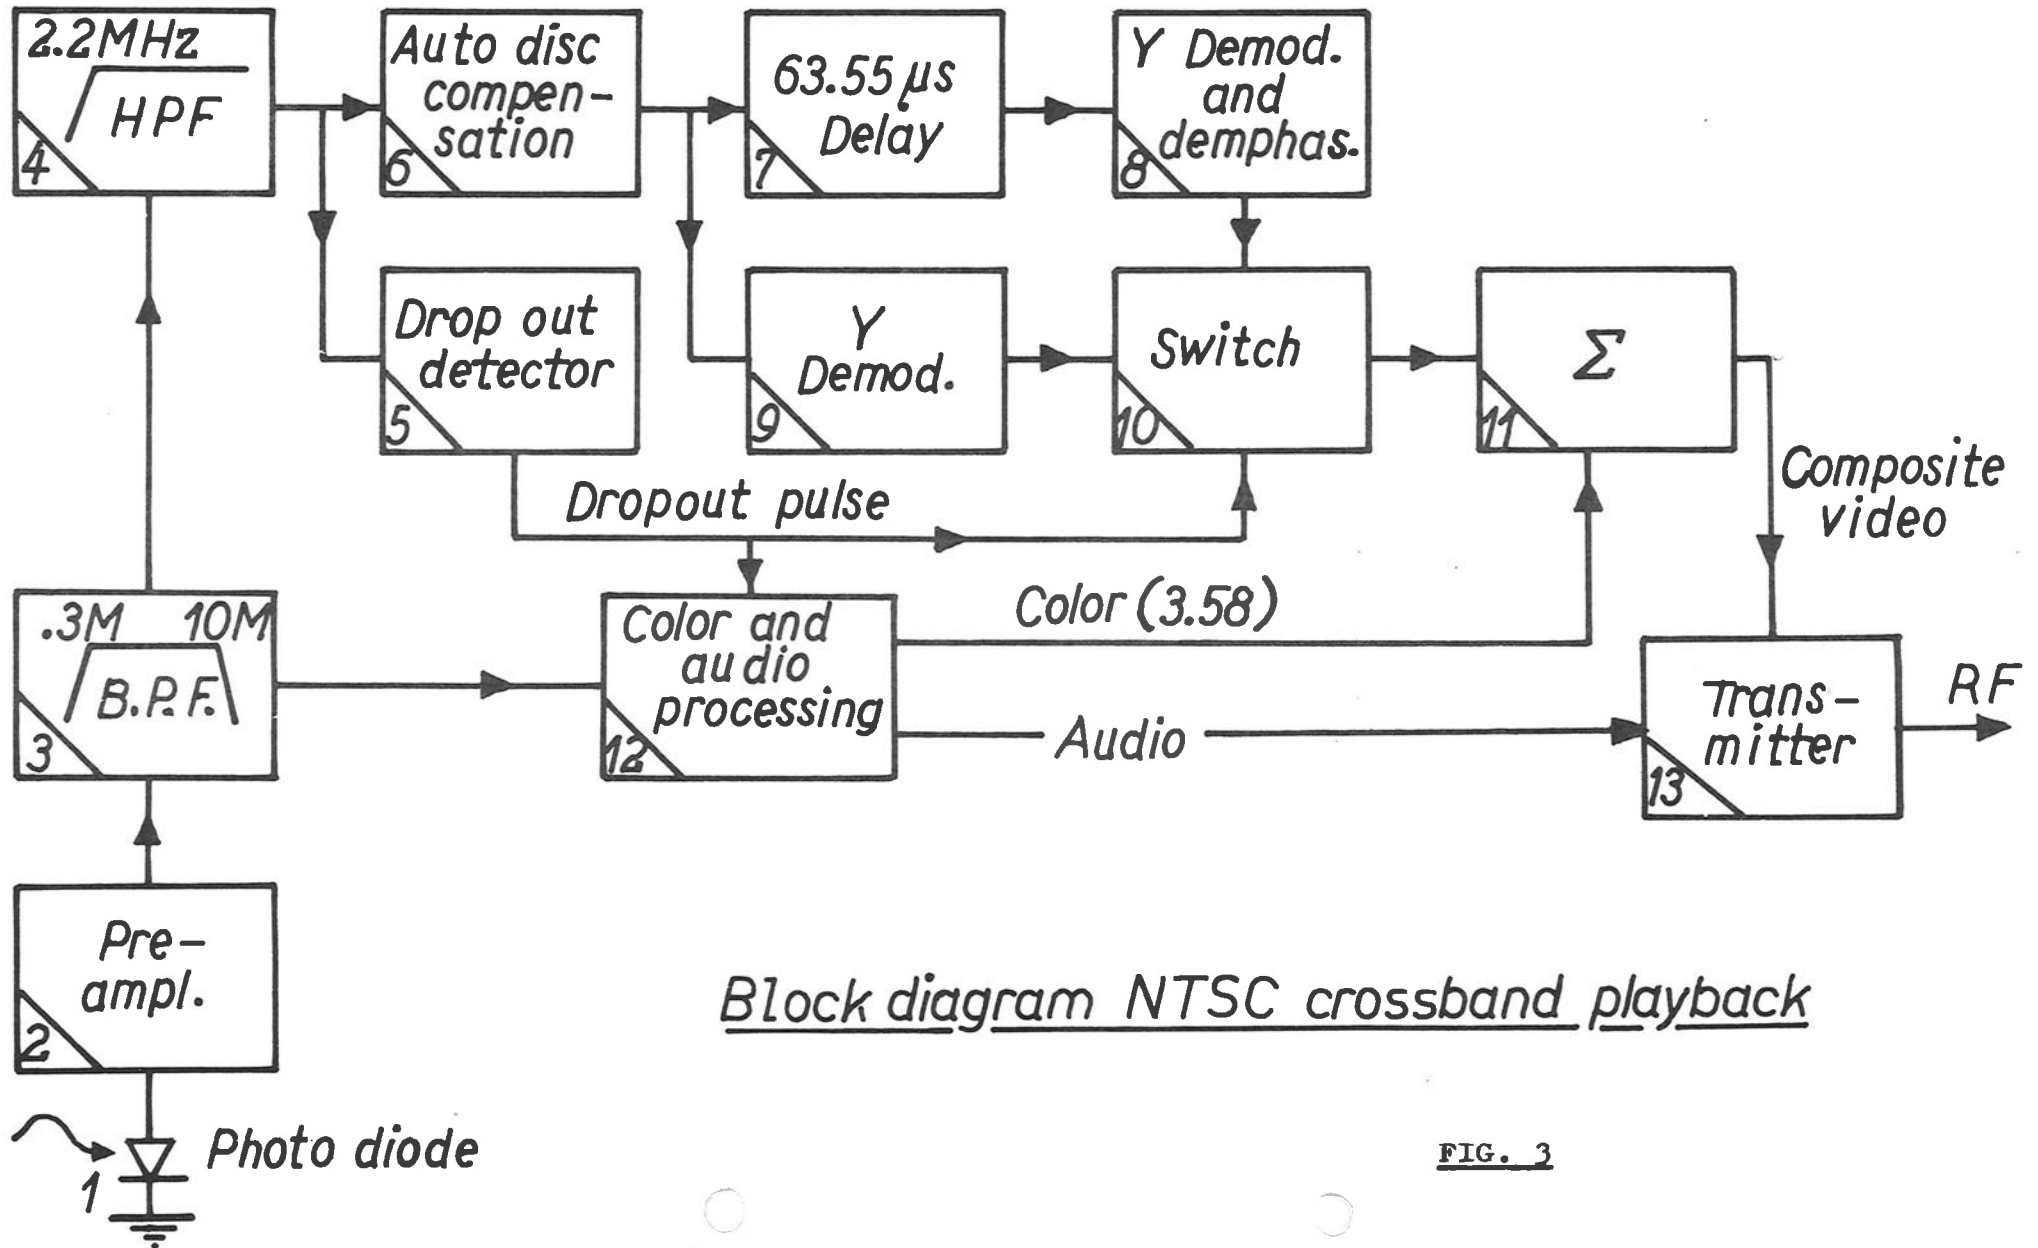 2.2MHz
HPF
4
Auto disc
compen-
sation
6
63.55 µs
Delay
7
Y Demod.
and
demphas.
8
Drop out
detector
5
Y
Demod.
9
Switch
10
Σ
11
Composite
video
Dropout pulse
.3M 10M
B.P.F.
3
Color and
audio
processing
12
Color (3.58)
Audio
Trans-
mitter
13
RF
Pre-
ampl.
2
Photo diode
1
Block diagram NTSC crossband playback
FIG. 3